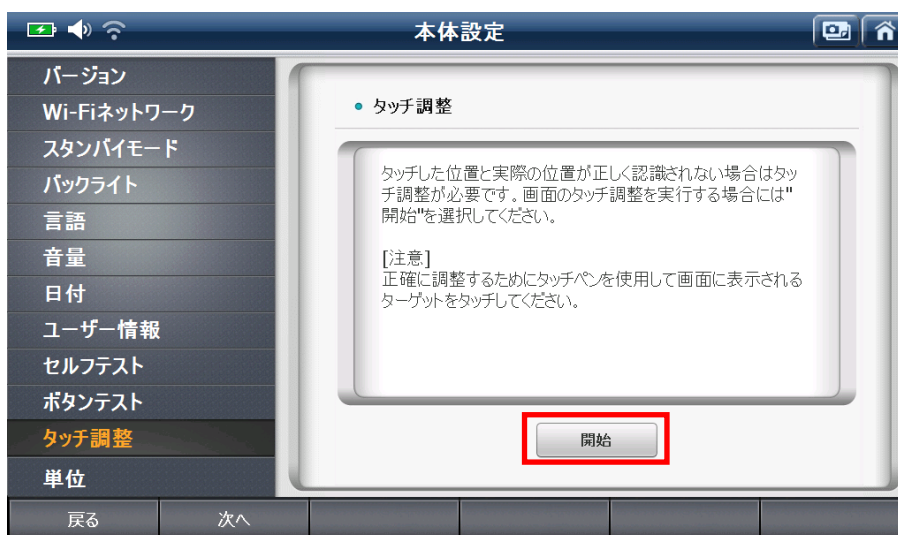 本体設定
バージョン
Wi-Fiネットワーク
スタンバイモード
バックライト
言語
音量
日付
ユーザー情報
セルフテスト
ボタンテスト
タッチ調整
単位
タッチ調整
タッチした位置と実際の位置が正しく認識されない場合はタッ
チ調整が必要です。画面のタッチ調整を実行する場合には"
開始"を選択してください。
[注意]
正確に調整するためにタッチペンを使用して画面に表示される
ターゲットをタッチしてください。
開始
戻る
次へ